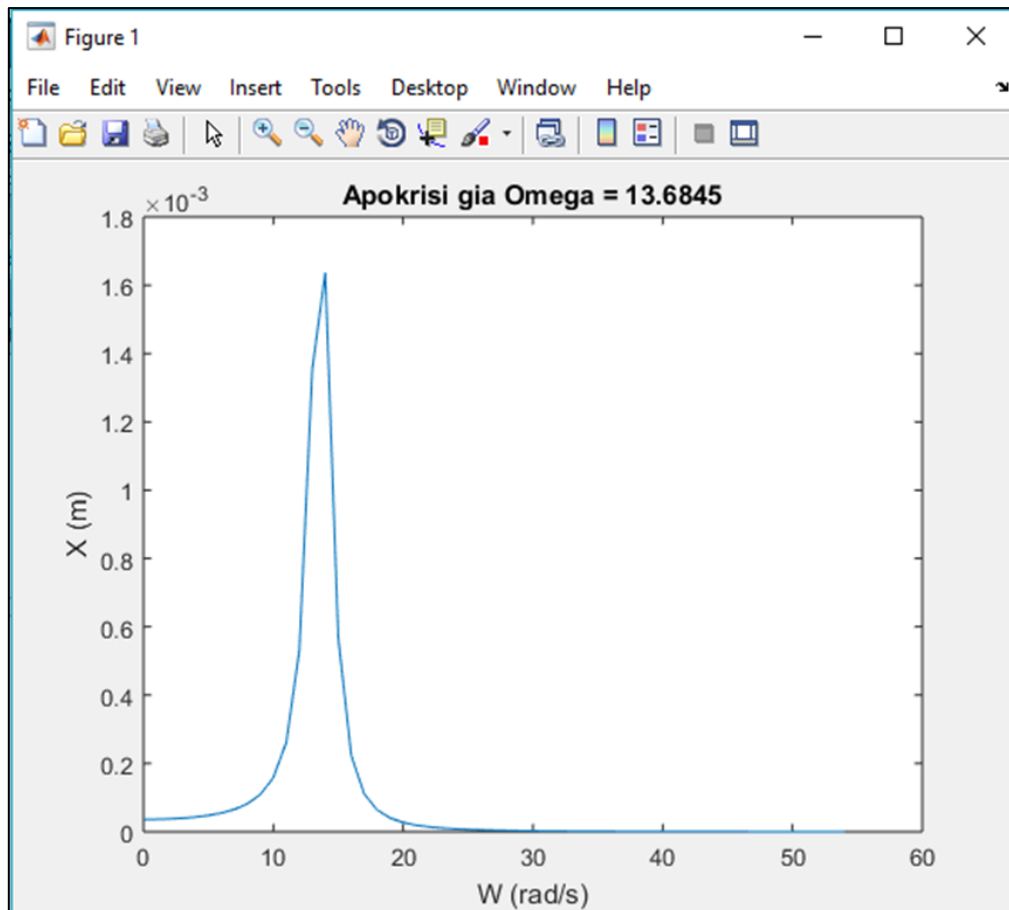 Figure 1
File Edit View Insert Tools Desktop Window Help
×10-3
Apokrisi gia Omega = 13.6845
1.8
1.6
1.4
1.2
1
0.8
0.6
0.4
0.2
0
X (m)
0 10 20 30 40 50 60
W (rad/s)